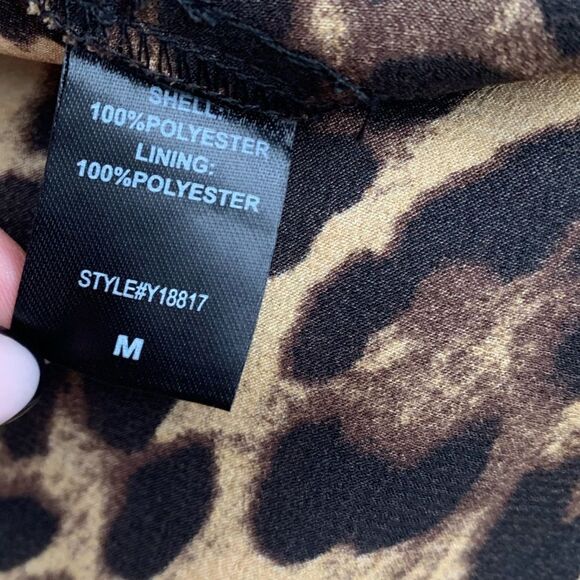 SHELL:
100%POLYESTER
LINING:
100%POLYESTER
STYLE#Y18817
M